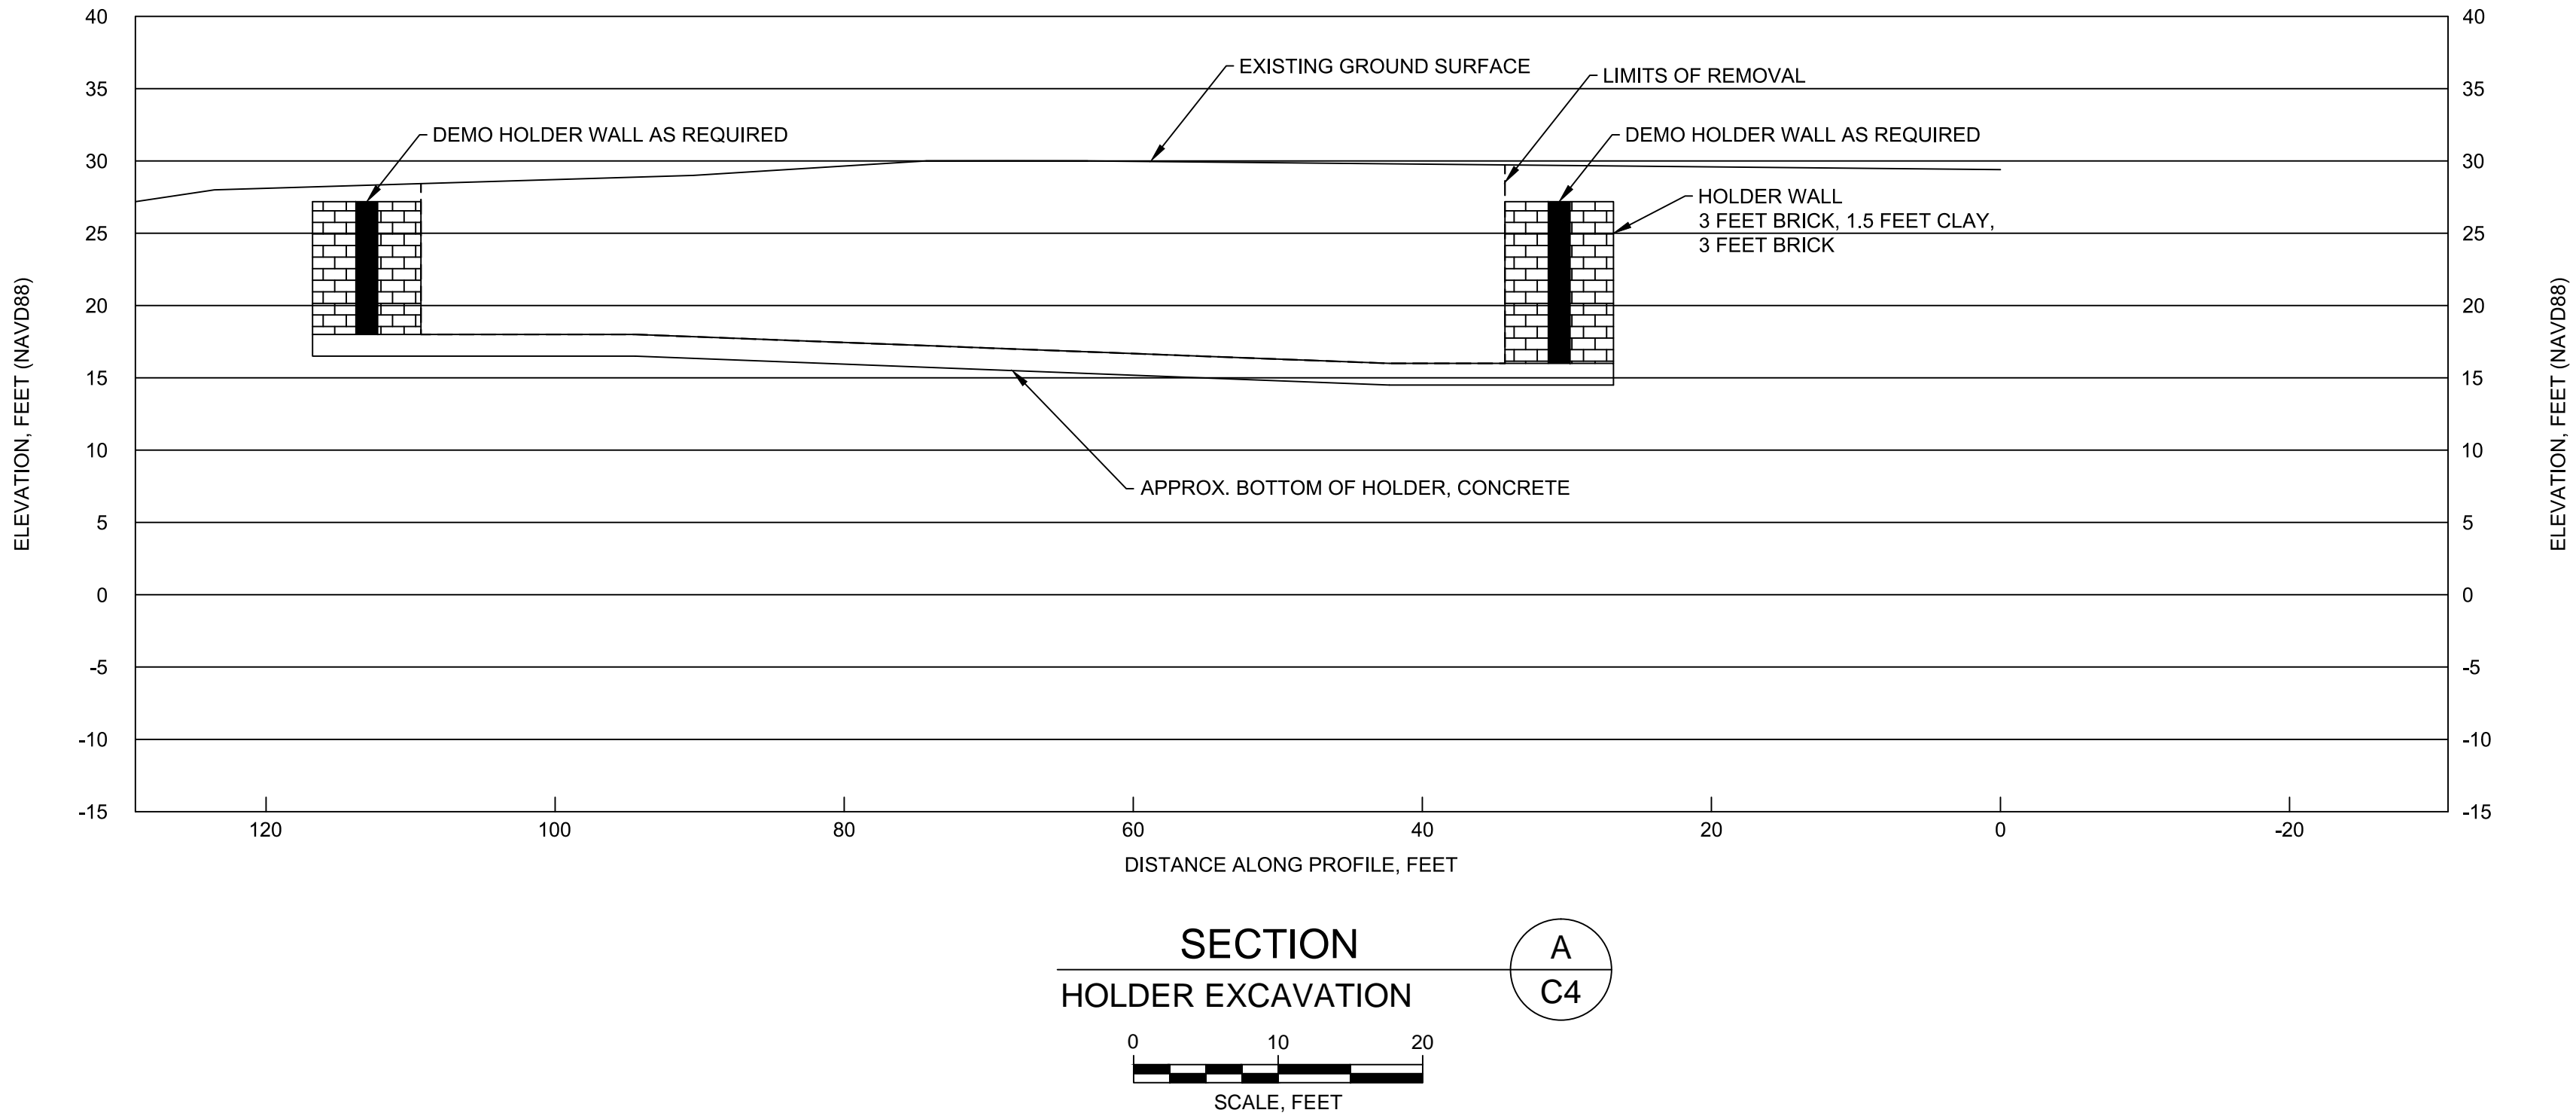 40
40
EXISTING GROUND SURFACE
LIMITS OF REMOVAL
35
35
DEMO HOLDER WALL AS REQUIRED
DEMO HOLDER WALL AS REQUIRED
30
30
HOLDER WALL
3 FEET BRICK, 1.5 FEET CLAY,
3 FEET BRICK
25
25
20
20
ELEVATION, FEET (NAVD88)
ELEVATION, FEET (NAVD88)
15
15
10
10
APPROX. BOTTOM OF HOLDER, CONCRETE
5
5
0
0
-5
-5
-10
-10
-15
-15
120
100
80
60
40
20
0
-20
DISTANCE ALONG PROFILE, FEET
SECTION
A
HOLDER EXCAVATION
C4
0
10
20
SCALE, FEET